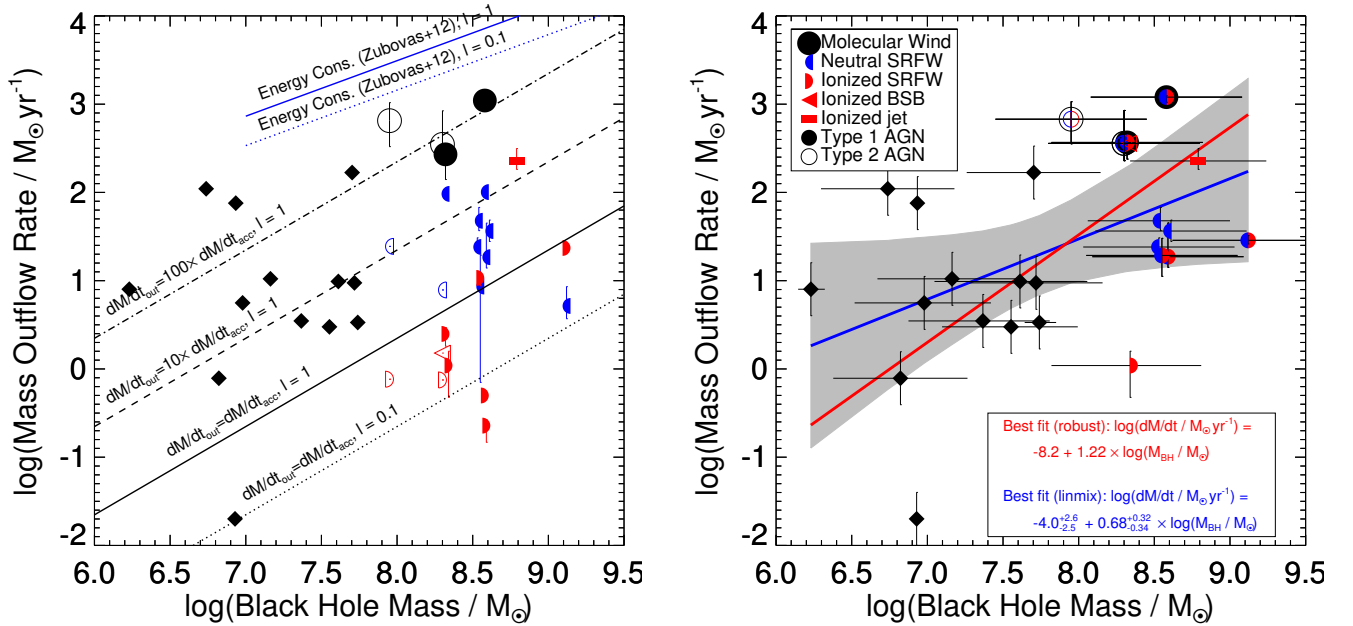 Energy Cons. (Zubovas+12), l = 1
Energy Cons. (Zubovas+12), l = 0.1
dM/dt_out=100× dM/dt_acc, l = 1
dM/dt_out=10× dM/dt_acc, l = 1
dM/dt_out=dM/dt_acc, l = 1
dM/dt_out=dM/dt_acc, l = 0.1
log(Mass Outflow Rate / M☉yr⁻¹)
4
3
2
1
0
-1
-2
6.0 6.5 7.0 7.5 8.0 8.5 9.0 9.5
log(Black Hole Mass / M☉)
Molecular Wind
Neutral SRFW
Ionized SRFW
Ionized BSB
Ionized jet
Type 1 AGN
Type 2 AGN
log(Mass Outflow Rate / M☉yr⁻¹)
4
3
2
1
0
-1
-2
Best fit (robust): log(dM/dt / M☉yr⁻¹) =
-8.2 + 1.22 × log(M_BH / M☉)
Best fit (linmix): log(dM/dt / M☉yr⁻¹) =
-4.0 +2.6 -2.5 + 0.68 +0.32 -0.34 × log(M_BH / M☉)
6.0 6.5 7.0 7.5 8.0 8.5 9.0 9.5
log(Black Hole Mass / M☉)